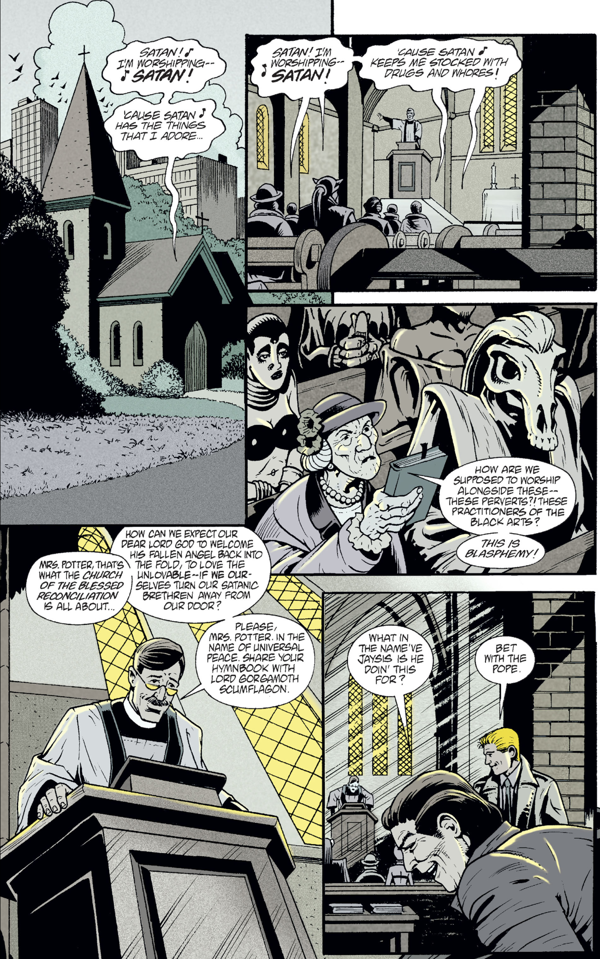 SATAN! ♪
I'M WORSHIPPING--
♪ SATAN!
'CAUSE SATAN ♪
HAS THE THINGS
THAT I ADORE...
SATAN! I'M
WORSHIPPING--
♪ SATAN!
'CAUSE SATAN ♪
KEEPS ME STOCKED WITH
DRUGS AND WHORES!
HOW ARE WE
SUPPOSED TO WORSHIP
ALONGSIDE THESE--
THESE PERVERTS?! THESE
PRACTITIONERS OF THE
BLACK ARTS?
THIS IS
BLASPHEMY!
MRS. POTTER, THAT'S
WHAT THE CHURCH
OF THE BLESSED
RECONCILIATION
IS ALL ABOUT...
HOW CAN WE EXPECT OUR
DEAR LORD GOD TO WELCOME
HIS FALLEN ANGEL BACK INTO
THE FOLD, TO LOVE THE
UNLOVABLE--IF WE OUR-
SELVES TURN OUR SATANIC
BRETHREN AWAY FROM
OUR DOOR?
PLEASE,
MRS. POTTER. IN THE
NAME OF UNIVERSAL
PEACE. SHARE YOUR
HYMNBOOK WITH
LORD GORGAMOTH
SCUMFLAGON.
WHAT IN
THE NAME'VE
JAYSIS IS HE
DOIN' THIS
FOR?
BET
WITH THE
POPE.